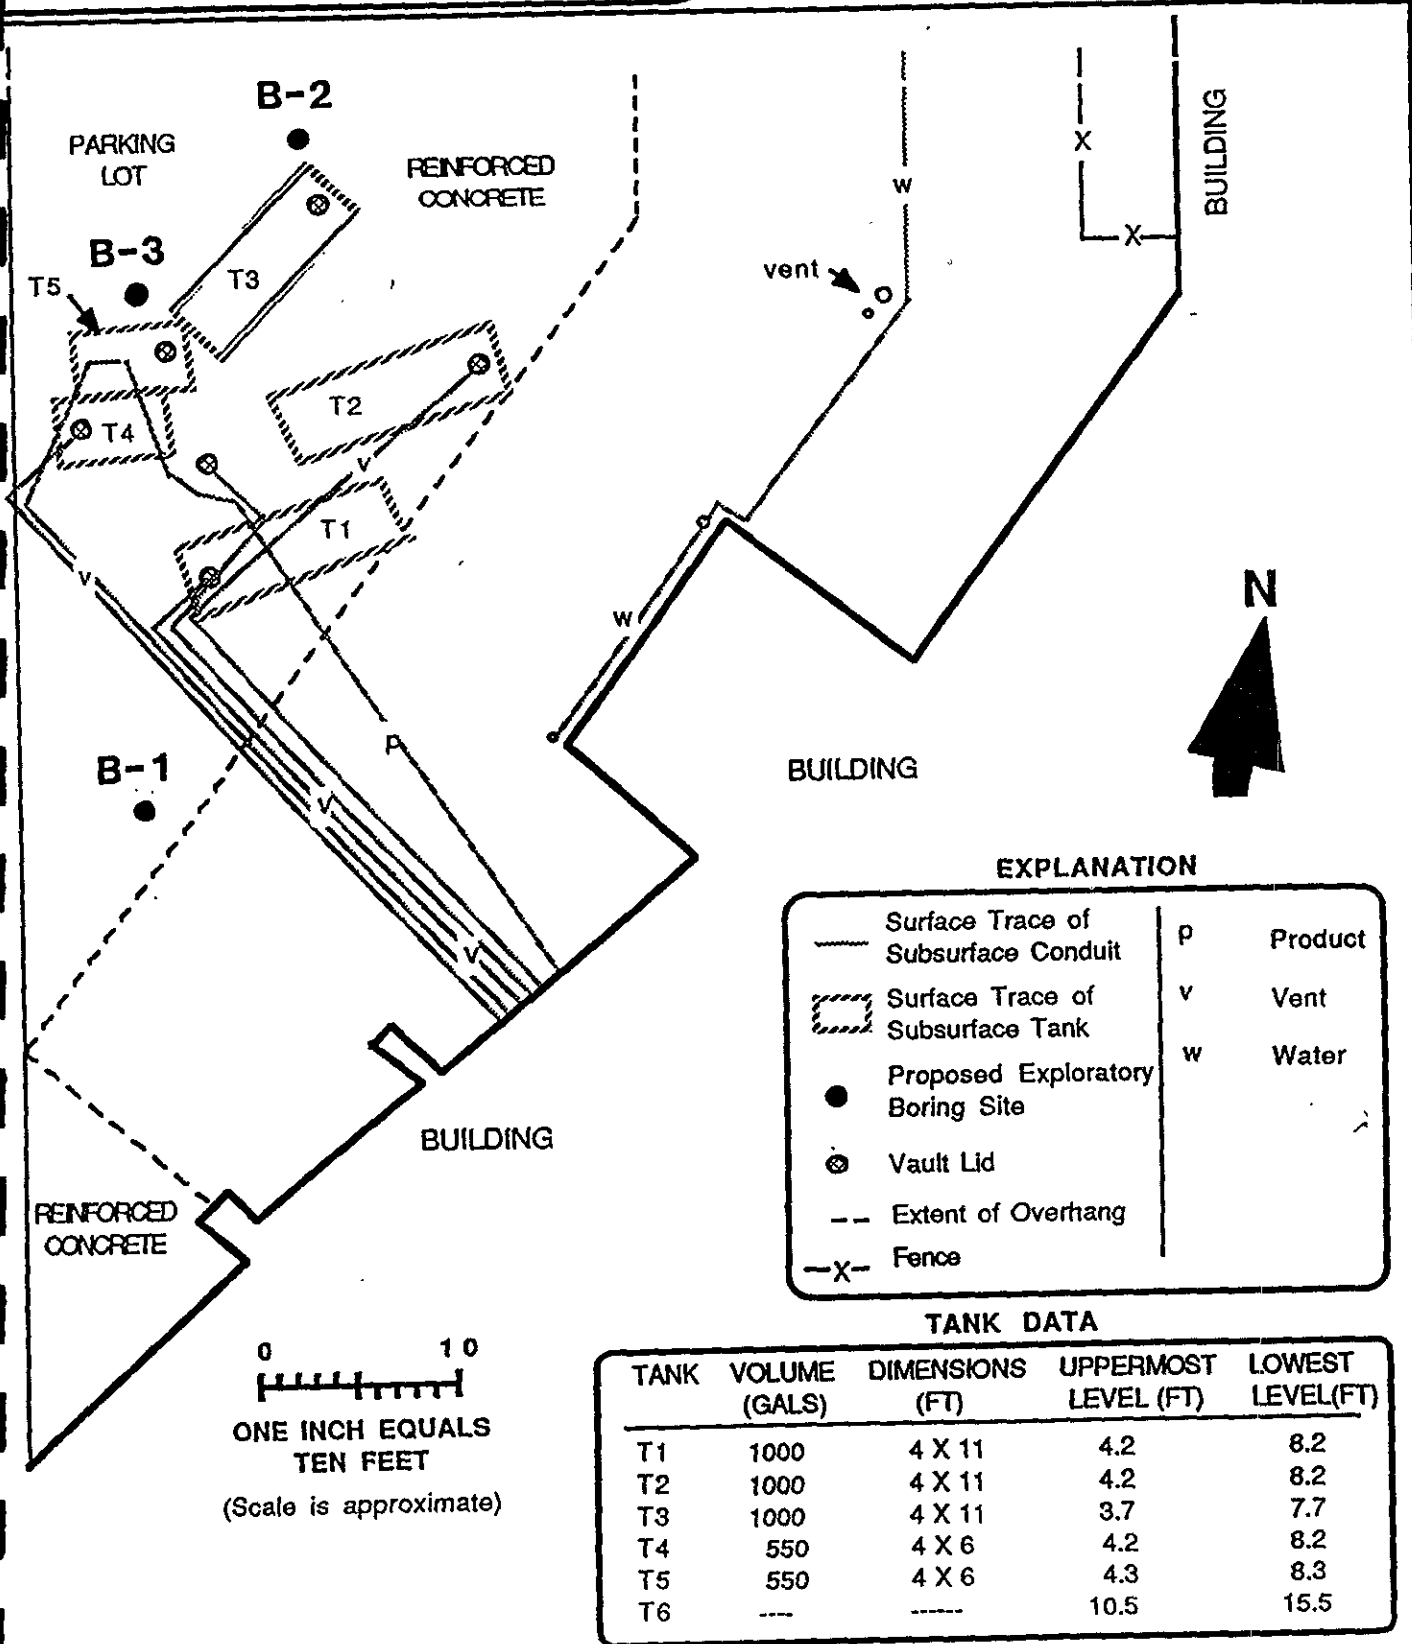 B-2
PARKING
LOT
REINFORCED
CONCRETE
BUILDING
X
w
X
B-3
T5
T3
vent
T2
T4
v
T1
v
N
w
v
p
B-1
v
BUILDING
v
BUILDING
REINFORCED
CONCRETE
EXPLANATION
Surface Trace of
Subsurface Conduit
Surface Trace of
Subsurface Tank
Proposed Exploratory
Boring Site
Vault Lid
Extent of Overhang
X Fence
p Product
v Vent
w Water
0 10
ONE INCH EQUALS
TEN FEET
(Scale is approximate)
TANK DATA
TANK VOLUME DIMENSIONS UPPERMOST LOWEST
(GALS) (FT) LEVEL (FT) LEVEL(FT)
T1 1000 4 X 11 4.2 8.2
T2 1000 4 X 11 4.2 8.2
T3 1000 4 X 11 3.7 7.7
T4 550 4 X 6 4.2 8.2
T5 550 4 X 6 4.3 8.3
T6 ---- ------ 10.5 15.5